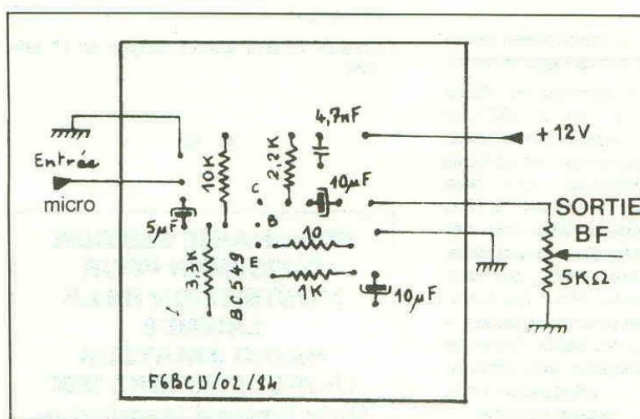 4,7nF
+12V
Entrée
micro
10K
2,2K
C
10µF
SORTIE
BF
5KΩ
5µF
B
10
E
3,3K
BC549
1K
10µF
F6BCU/02/94